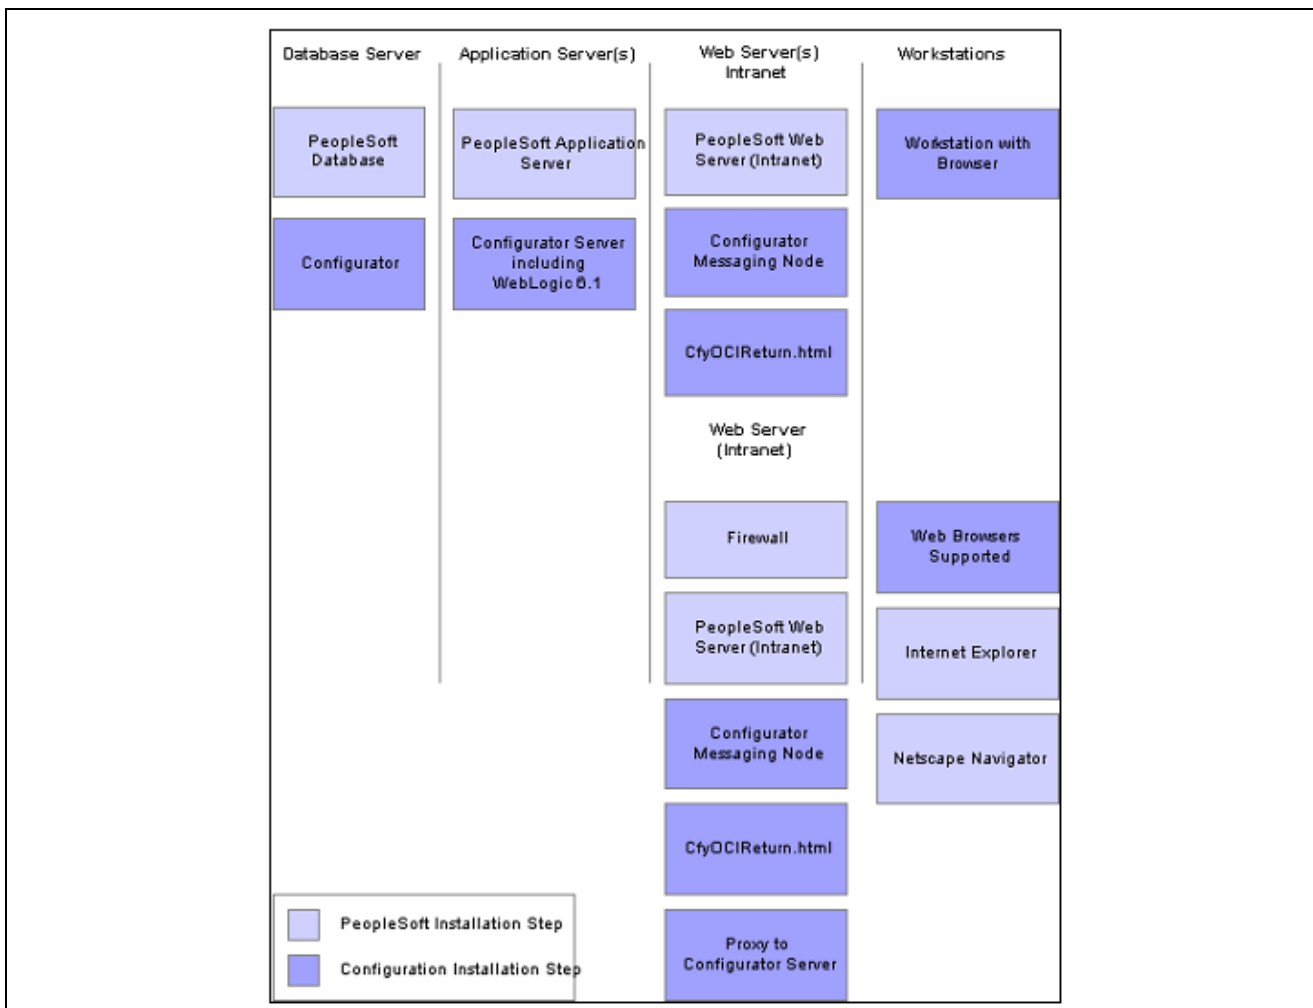 Database Server
Application Server(s)
Web Server(s)
Intranet
Workstations
PeopleSoft
Database
PeopleSoft Application
Server
PeopleSoft Web
Server (Intranet)
Workstation with
Browser
Configurator
Configurator Server
including
WebLogic 6.1
Configurator
Messaging Node
CfyOCIReturn.html
Web Server
(Intranet)
Firewall
Web Browsers
Supported
PeopleSoft Web
Server (Intranet)
Internet Explorer
Configurator
Messaging Node
Netscape Navigator
CfyOCIReturn.html
Proxy to
Configurator Server
PeopleSoft Installation Step
Configuration Installation Step